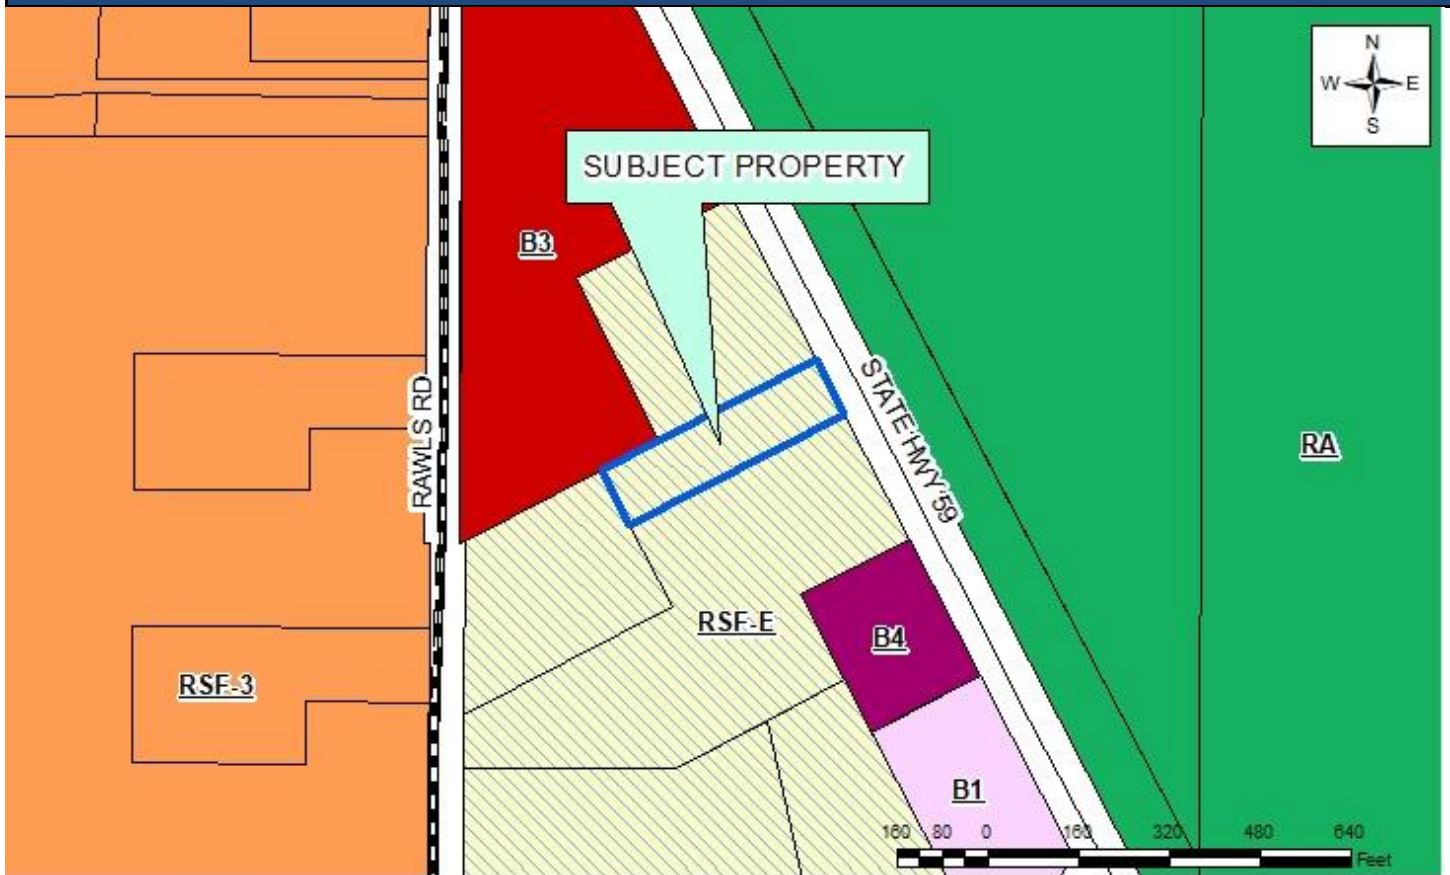 N
W E
S
SUBJECT PROPERTY
B3
STATE HWY 59
RAWLS RD
RA
RSF-E
B4
RSF-3
B1
160 80 0 160 320 480 640
Feet